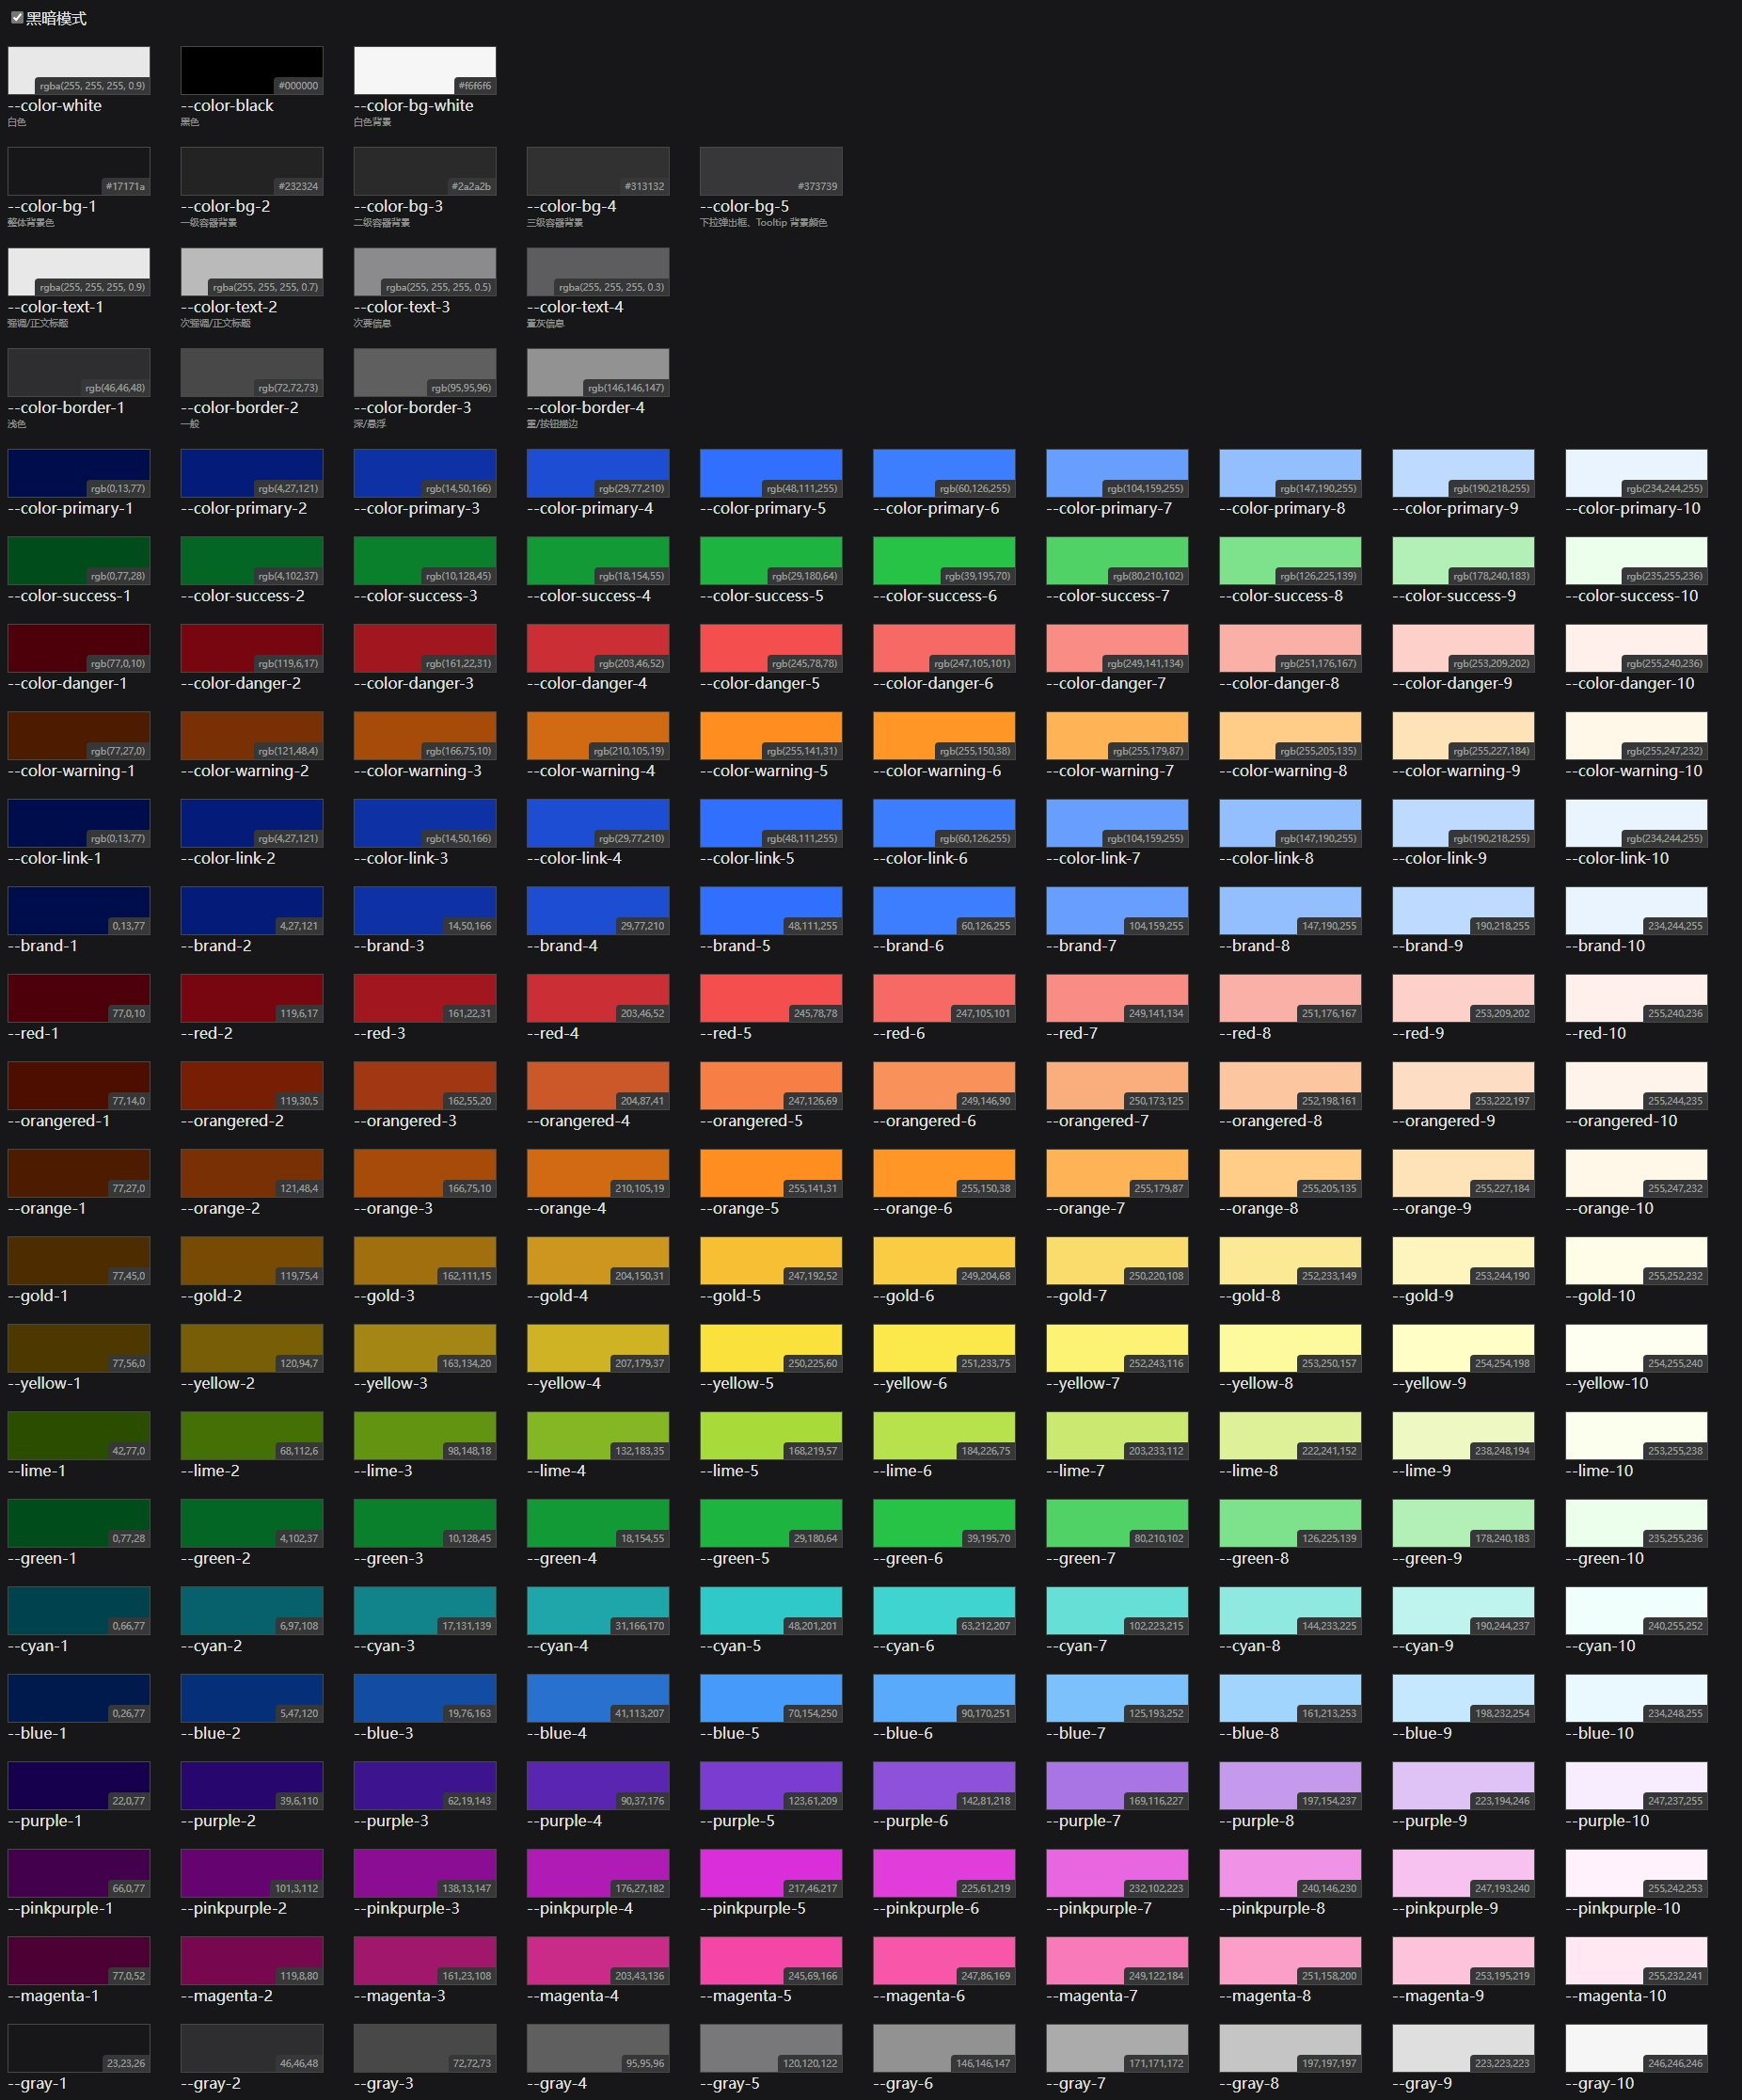 黑暗模式
rgba(255, 255, 255, 0.9) #000000 #f6f6f6
--color-white --color-black --color-bg-white
白色 黑色 白色背景
#17171a #232324 #2a2a2b #313132 #373739
--color-bg-1 --color-bg-2 --color-bg-3 --color-bg-4 --color-bg-5
整体背景色 一级容器背景 二级容器背景 三级容器背景 下拉弹出框、Tooltip 背景颜色
rgba(255, 255, 255, 0.9) rgba(255, 255, 255, 0.7) rgba(255, 255, 255, 0.5) rgba(255, 255, 255, 0.3)
--color-text-1 --color-text-2 --color-text-3 --color-text-4
强调/正文标题 次强调/正文标题 次要信息 置灰信息
rgb(46,46,48) rgb(72,72,73) rgb(95,95,96) rgb(146,146,147)
--color-border-1 --color-border-2 --color-border-3 --color-border-4
浅色 一般 深/悬浮 重/按钮描边
rgb(0,13,77) rgb(4,27,121) rgb(14,50,166) rgb(29,77,210) rgb(48,111,255) rgb(60,126,255) rgb(104,159,255) rgb(147,190,255) rgb(190,218,255) rgb(234,244,255)
--color-primary-1 --color-primary-2 --color-primary-3 --color-primary-4 --color-primary-5 --color-primary-6 --color-primary-7 --color-primary-8 --color-primary-9 --color-primary-10
rgb(0,77,28) rgb(4,102,37) rgb(10,128,45) rgb(18,154,55) rgb(29,180,64) rgb(39,195,70) rgb(80,210,102) rgb(126,225,139) rgb(178,240,183) rgb(235,255,236)
--color-success-1 --color-success-2 --color-success-3 --color-success-4 --color-success-5 --color-success-6 --color-success-7 --color-success-8 --color-success-9 --color-success-10
rgb(77,0,10) rgb(119,6,17) rgb(161,22,31) rgb(203,46,52) rgb(245,78,78) rgb(247,105,101) rgb(249,141,134) rgb(251,176,167) rgb(253,209,202) rgb(255,240,236)
--color-danger-1 --color-danger-2 --color-danger-3 --color-danger-4 --color-danger-5 --color-danger-6 --color-danger-7 --color-danger-8 --color-danger-9 --color-danger-10
rgb(77,27,0) rgb(121,48,4) rgb(166,75,10) rgb(210,105,19) rgb(255,141,31) rgb(255,150,38) rgb(255,179,87) rgb(255,205,135) rgb(255,227,184) rgb(255,247,232)
--color-warning-1 --color-warning-2 --color-warning-3 --color-warning-4 --color-warning-5 --color-warning-6 --color-warning-7 --color-warning-8 --color-warning-9 --color-warning-10
rgb(0,13,77) rgb(4,27,121) rgb(14,50,166) rgb(29,77,210) rgb(48,111,255) rgb(60,126,255) rgb(104,159,255) rgb(147,190,255) rgb(190,218,255) rgb(234,244,255)
--color-link-1 --color-link-2 --color-link-3 --color-link-4 --color-link-5 --color-link-6 --color-link-7 --color-link-8 --color-link-9 --color-link-10
0,13,77 4,27,121 14,50,166 29,77,210 48,111,255 60,126,255 104,159,255 147,190,255 190,218,255 234,244,255
--brand-1 --brand-2 --brand-3 --brand-4 --brand-5 --brand-6 --brand-7 --brand-8 --brand-9 --brand-10
77,0,10 119,6,17 161,22,31 203,46,52 245,78,78 247,105,101 249,141,134 251,176,167 253,209,202 255,240,236
--red-1 --red-2 --red-3 --red-4 --red-5 --red-6 --red-7 --red-8 --red-9 --red-10
77,14,0 119,30,5 162,55,20 204,87,41 247,126,69 249,146,90 250,173,125 252,198,161 253,222,197 255,244,235
--orangered-1 --orangered-2 --orangered-3 --orangered-4 --orangered-5 --orangered-6 --orangered-7 --orangered-8 --orangered-9 --orangered-10
77,27,0 121,48,4 166,75,10 210,105,19 255,141,31 255,150,38 255,179,87 255,205,135 255,227,184 255,247,232
--orange-1 --orange-2 --orange-3 --orange-4 --orange-5 --orange-6 --orange-7 --orange-8 --orange-9 --orange-10
77,45,0 119,75,4 162,111,15 204,150,31 247,192,52 249,204,68 250,220,108 252,233,149 253,244,190 255,252,232
--gold-1 --gold-2 --gold-3 --gold-4 --gold-5 --gold-6 --gold-7 --gold-8 --gold-9 --gold-10
77,56,0 120,94,7 163,134,20 207,179,37 250,225,60 251,233,75 252,243,116 253,250,157 254,254,198 254,255,240
--yellow-1 --yellow-2 --yellow-3 --yellow-4 --yellow-5 --yellow-6 --yellow-7 --yellow-8 --yellow-9 --yellow-10
42,77,0 68,112,6 98,148,18 132,183,35 168,219,57 184,226,75 203,233,112 222,241,152 238,248,194 253,255,238
--lime-1 --lime-2 --lime-3 --lime-4 --lime-5 --lime-6 --lime-7 --lime-8 --lime-9 --lime-10
0,77,28 4,102,37 10,128,45 18,154,55 29,180,64 39,195,70 80,210,102 126,225,139 178,240,183 235,255,236
--green-1 --green-2 --green-3 --green-4 --green-5 --green-6 --green-7 --green-8 --green-9 --green-10
0,66,77 6,97,108 17,131,139 31,166,170 48,201,201 63,212,207 102,223,215 144,233,225 190,244,237 240,255,252
--cyan-1 --cyan-2 --cyan-3 --cyan-4 --cyan-5 --cyan-6 --cyan-7 --cyan-8 --cyan-9 --cyan-10
0,26,77 5,47,120 19,76,163 41,113,207 70,154,250 90,170,251 125,193,252 161,213,253 198,232,254 234,248,255
--blue-1 --blue-2 --blue-3 --blue-4 --blue-5 --blue-6 --blue-7 --blue-8 --blue-9 --blue-10
22,0,77 39,6,110 62,19,143 90,37,176 123,61,209 142,81,218 169,116,227 197,154,237 223,194,246 247,237,255
--purple-1 --purple-2 --purple-3 --purple-4 --purple-5 --purple-6 --purple-7 --purple-8 --purple-9 --purple-10
66,0,77 101,3,112 138,13,147 176,27,182 217,46,217 225,61,219 232,102,223 240,146,230 247,193,240 255,242,253
--pinkpurple-1 --pinkpurple-2 --pinkpurple-3 --pinkpurple-4 --pinkpurple-5 --pinkpurple-6 --pinkpurple-7 --pinkpurple-8 --pinkpurple-9 --pinkpurple-10
77,0,52 119,8,80 161,23,108 203,43,136 245,69,166 247,86,169 249,122,184 251,158,200 253,195,219 255,232,241
--magenta-1 --magenta-2 --magenta-3 --magenta-4 --magenta-5 --magenta-6 --magenta-7 --magenta-8 --magenta-9 --magenta-10
23,23,26 46,46,48 72,72,73 95,95,96 120,120,122 146,146,147 171,171,172 197,197,197 223,223,223 246,246,246
--gray-1 --gray-2 --gray-3 --gray-4 --gray-5 --gray-6 --gray-7 --gray-8 --gray-9 --gray-10